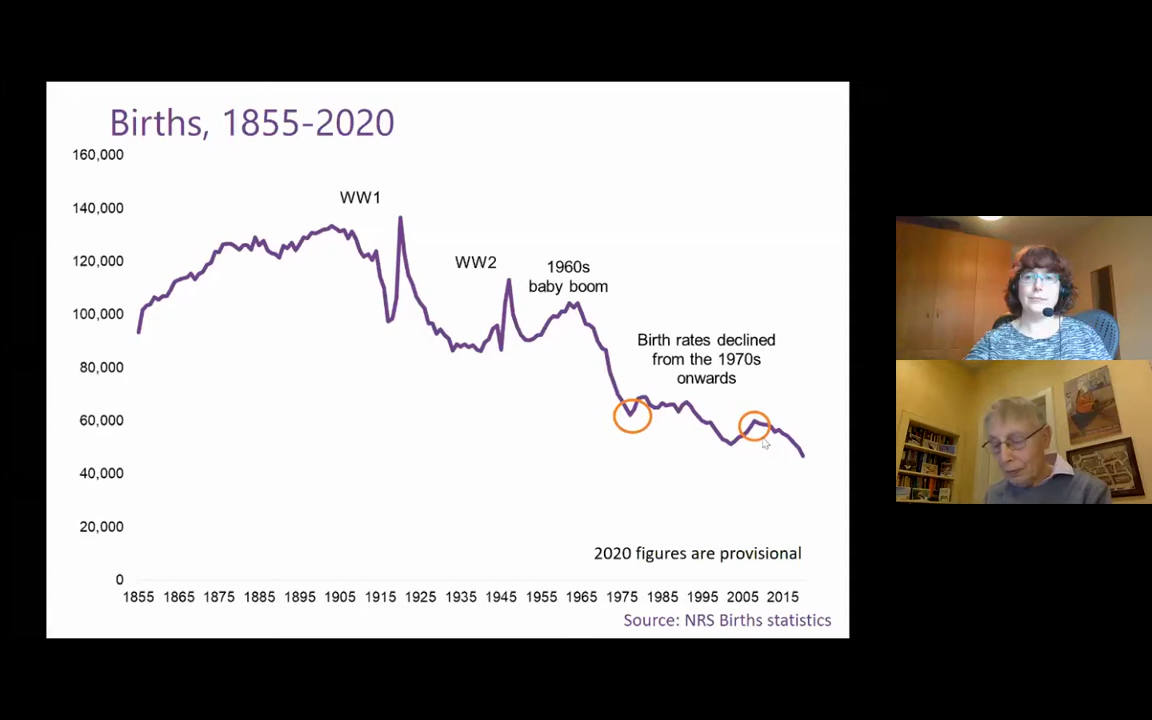 Births, 1855-2020
160,000
140,000
120,000
100,000
80,000
60,000
40,000
20,000
0
WW1
WW2
1960s
baby boom
Birth rates declined
from the 1970s
onwards
2020 figures are provisional
1855 1865 1875 1885 1895 1905 1915 1925 1935 1945 1955 1965 1975 1985 1995 2005 2015
Source: NRS Births statistics